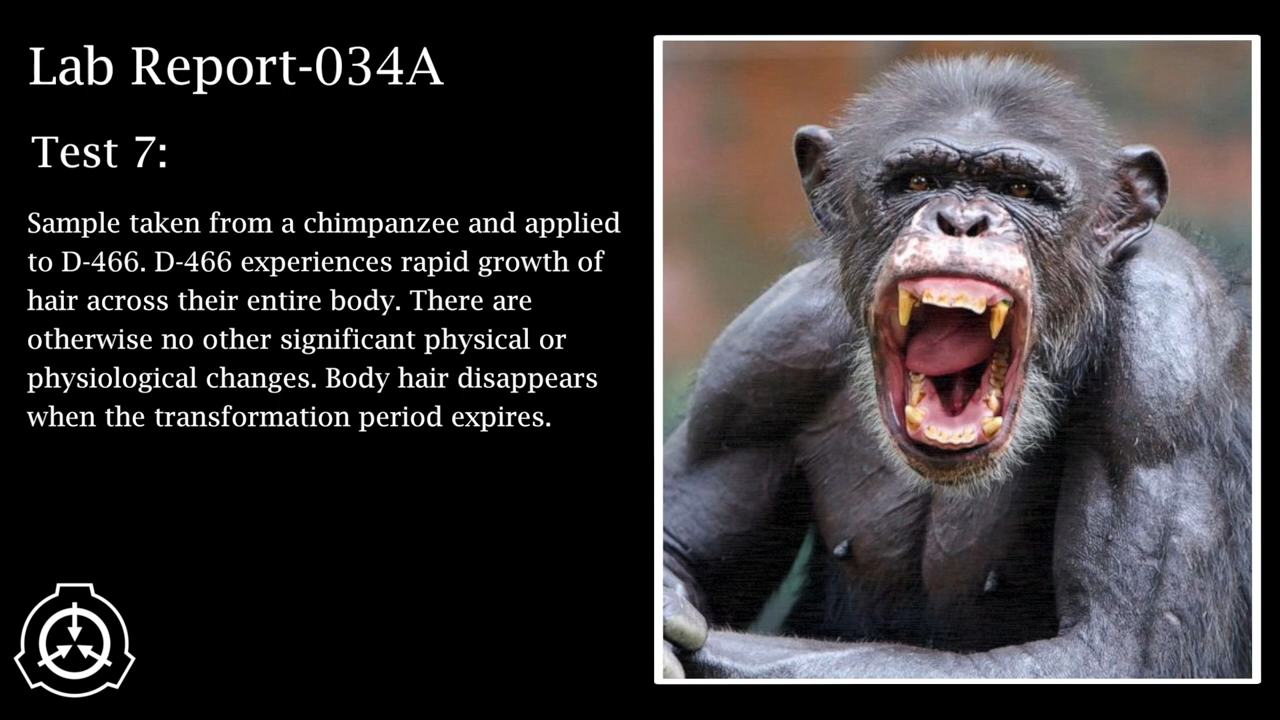 Lab Report-034A
Test 7:
Sample taken from a chimpanzee and applied
to D-466. D-466 experiences rapid growth of
hair across their entire body. There are
otherwise no other significant physical or
physiological changes. Body hair disappears
when the transformation period expires.